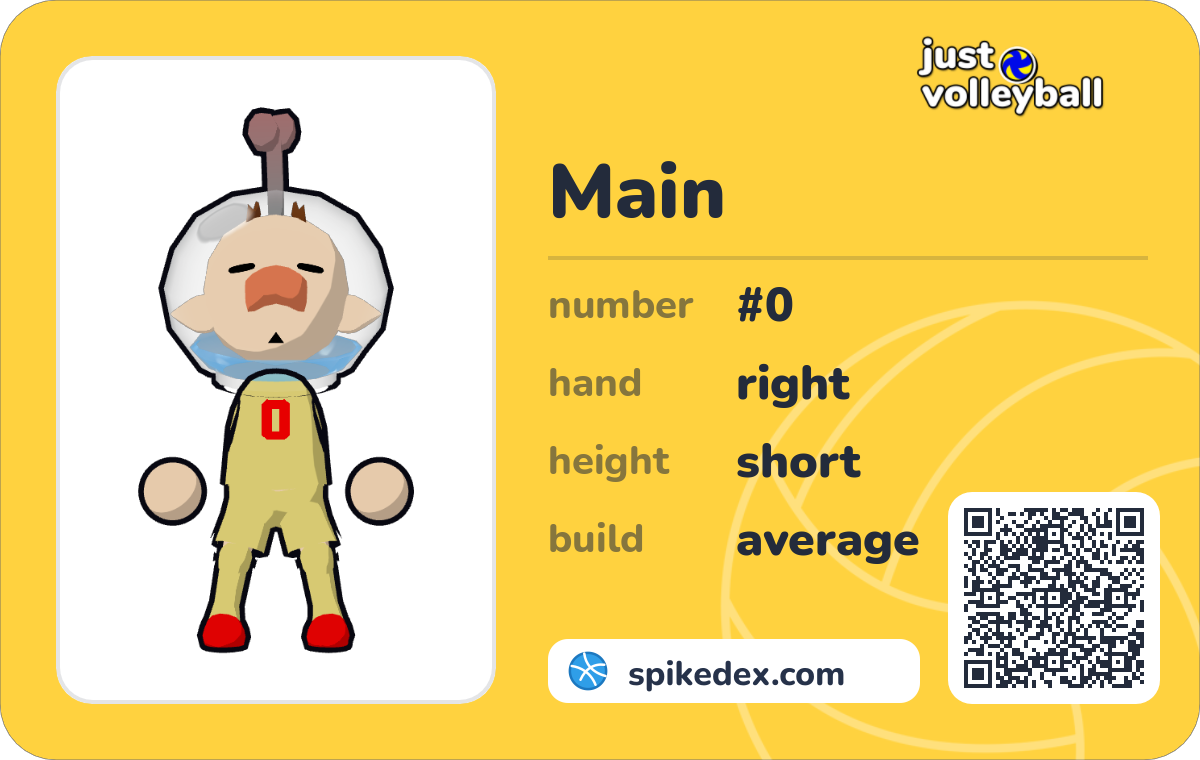 just
volleyball
Main
number #0
hand right
height short
build average
0
spikedex.com